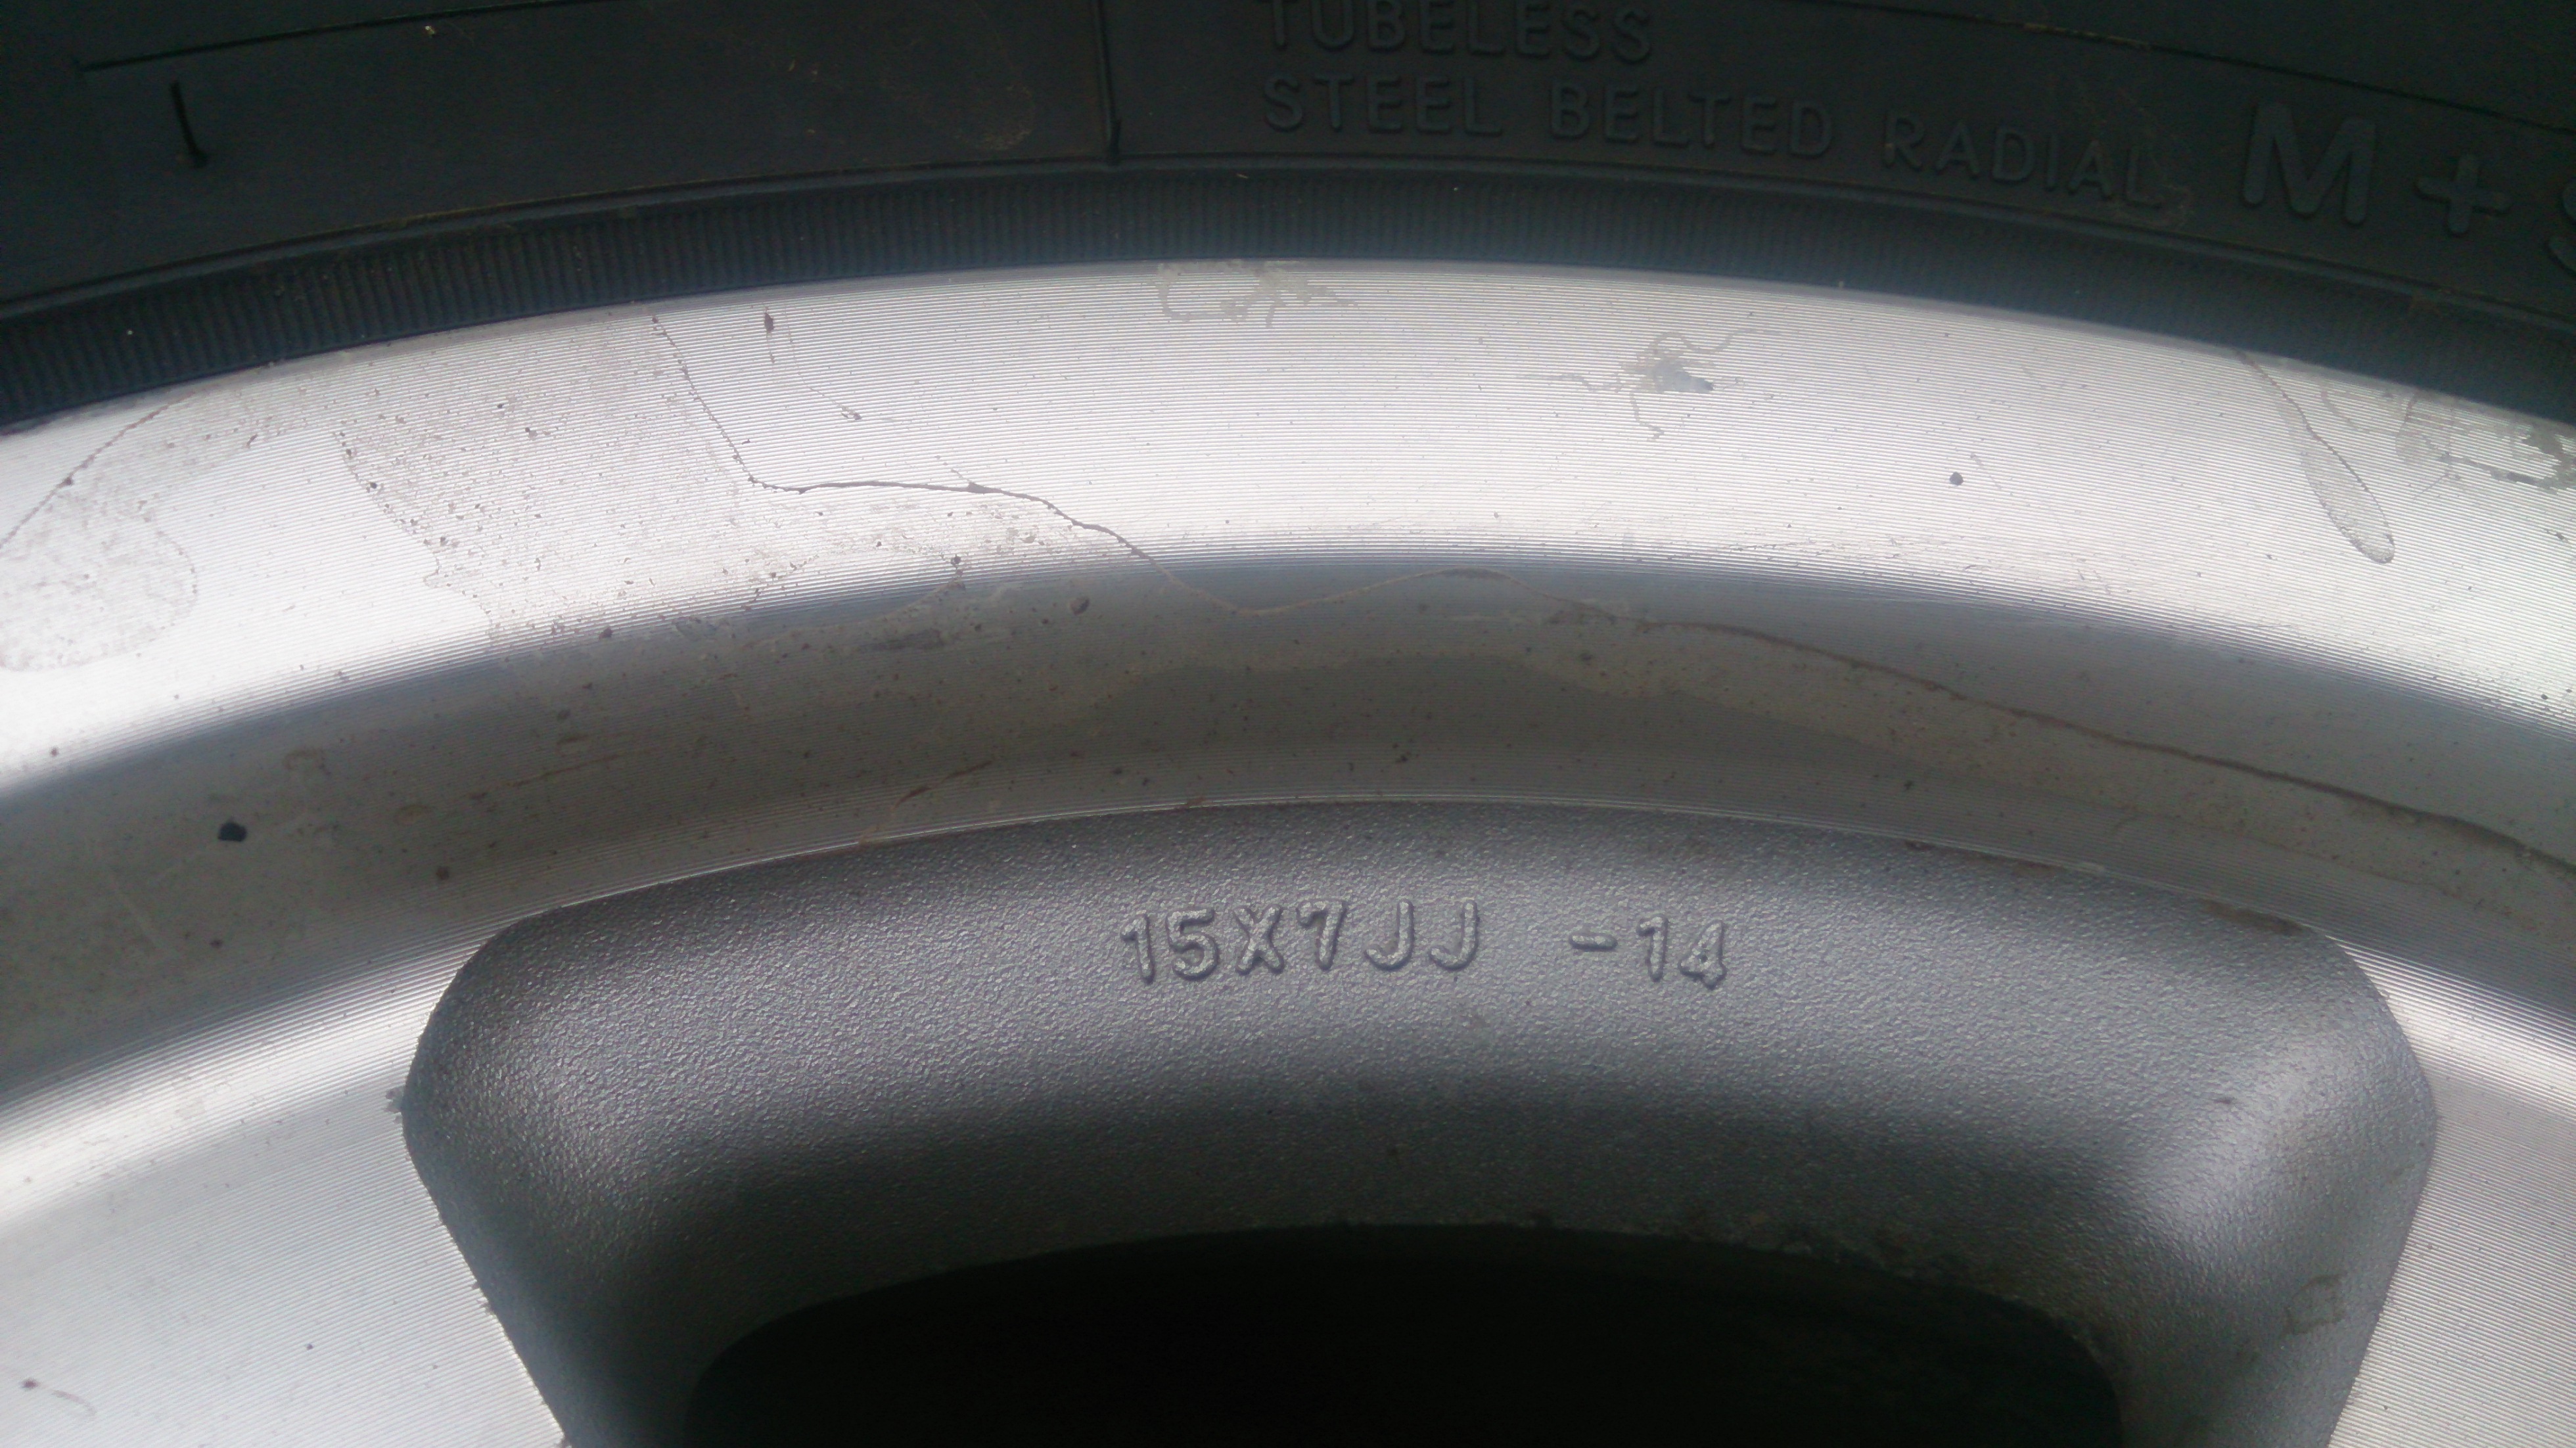 TUBELESS
STEEL BELTED RADIAL M+S
15X7JJ -14